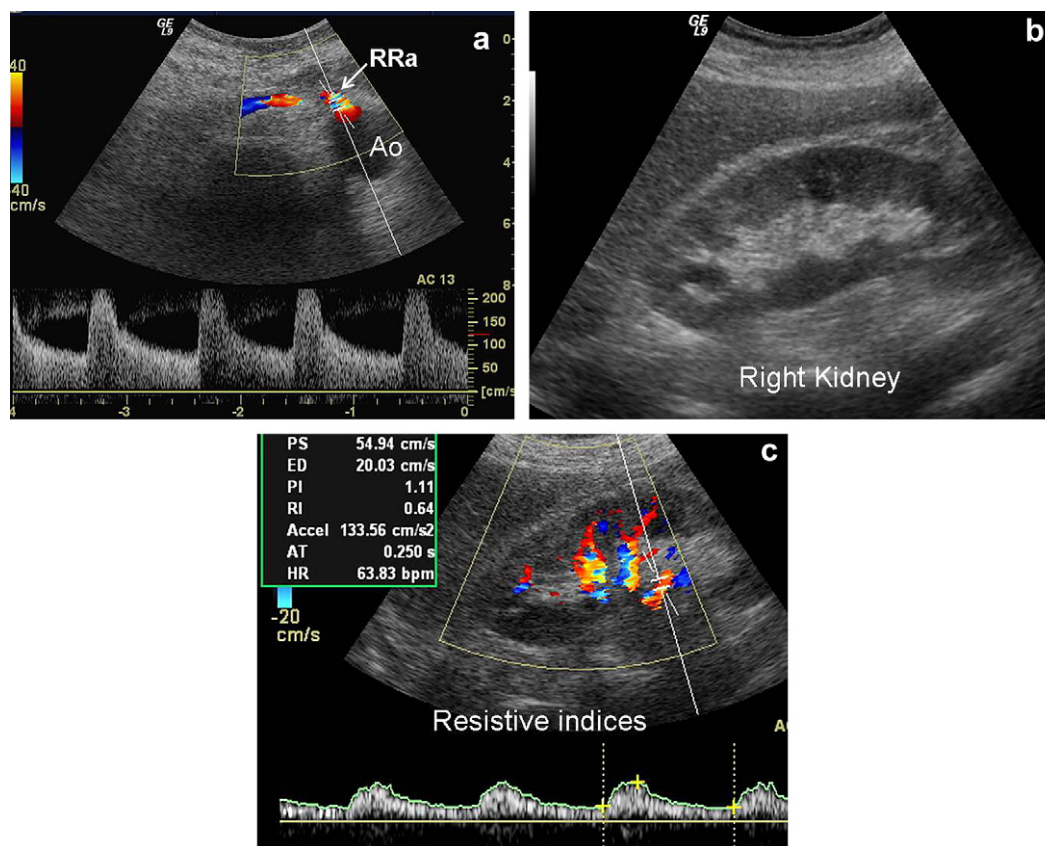 GE
L9
a
RRa
Ao
40
-40
cm/s
0
2
4
6
8
AC 13
200
150
100
50
[cm/s
4 -3 -2 -1 0
GE
L9
b
Right Kidney
c
PS 54.94 cm/s
ED 20.03 cm/s
PI 1.11
RI 0.64
Accel 133.56 cm/s2
AT 0.250 s
HR 63.83 bpm
-20
cm/s
Resistive indices